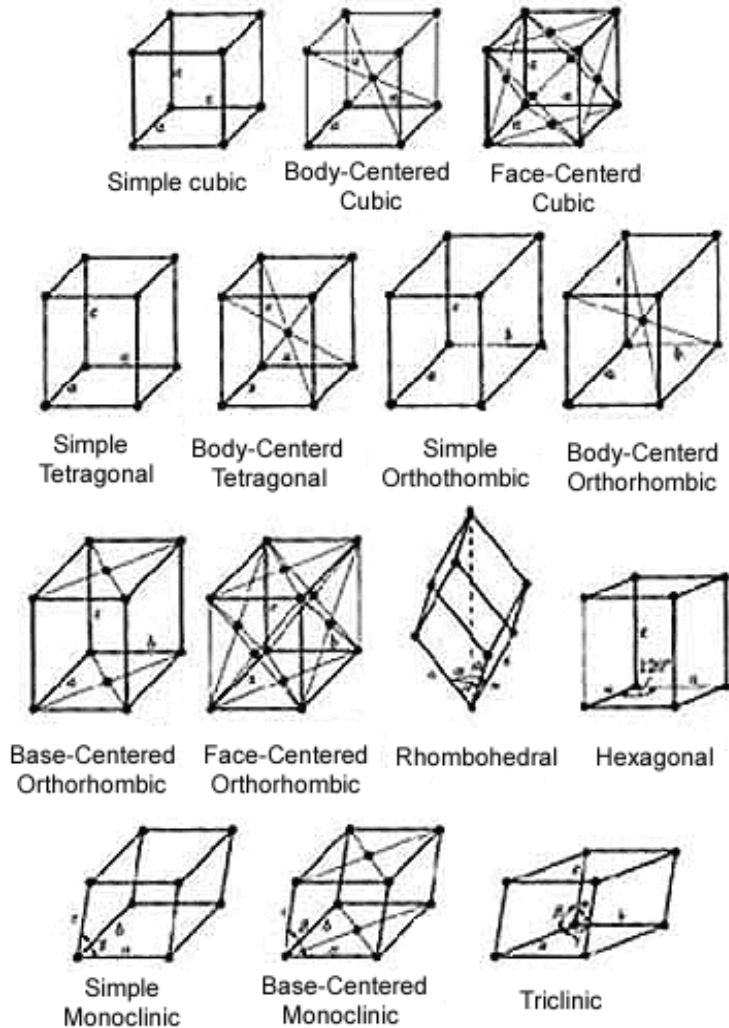 Simple cubic
Body-Centered
Cubic
Face-Centerd
Cubic
Simple
Tetragonal
Body-Centerd
Tetragonal
Simple
Orthothombic
Body-Centerd
Orthorhombic
Base-Centered
Orthorhombic
Face-Centered
Orthorhombic
Rhombohedral
120°
Hexagonal
Simple
Monoclinic
Base-Centered
Monoclinic
Triclinic